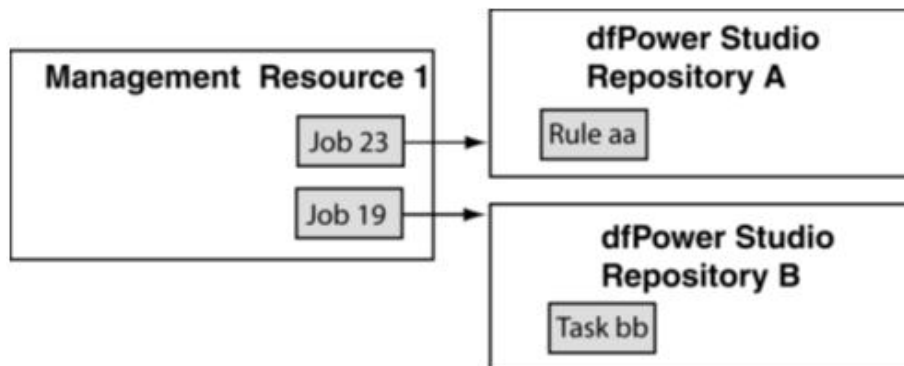 Management Resource 1
Job 23
Job 19
dfPower Studio
Repository A
Rule aa
dfPower Studio
Repository B
Task bb